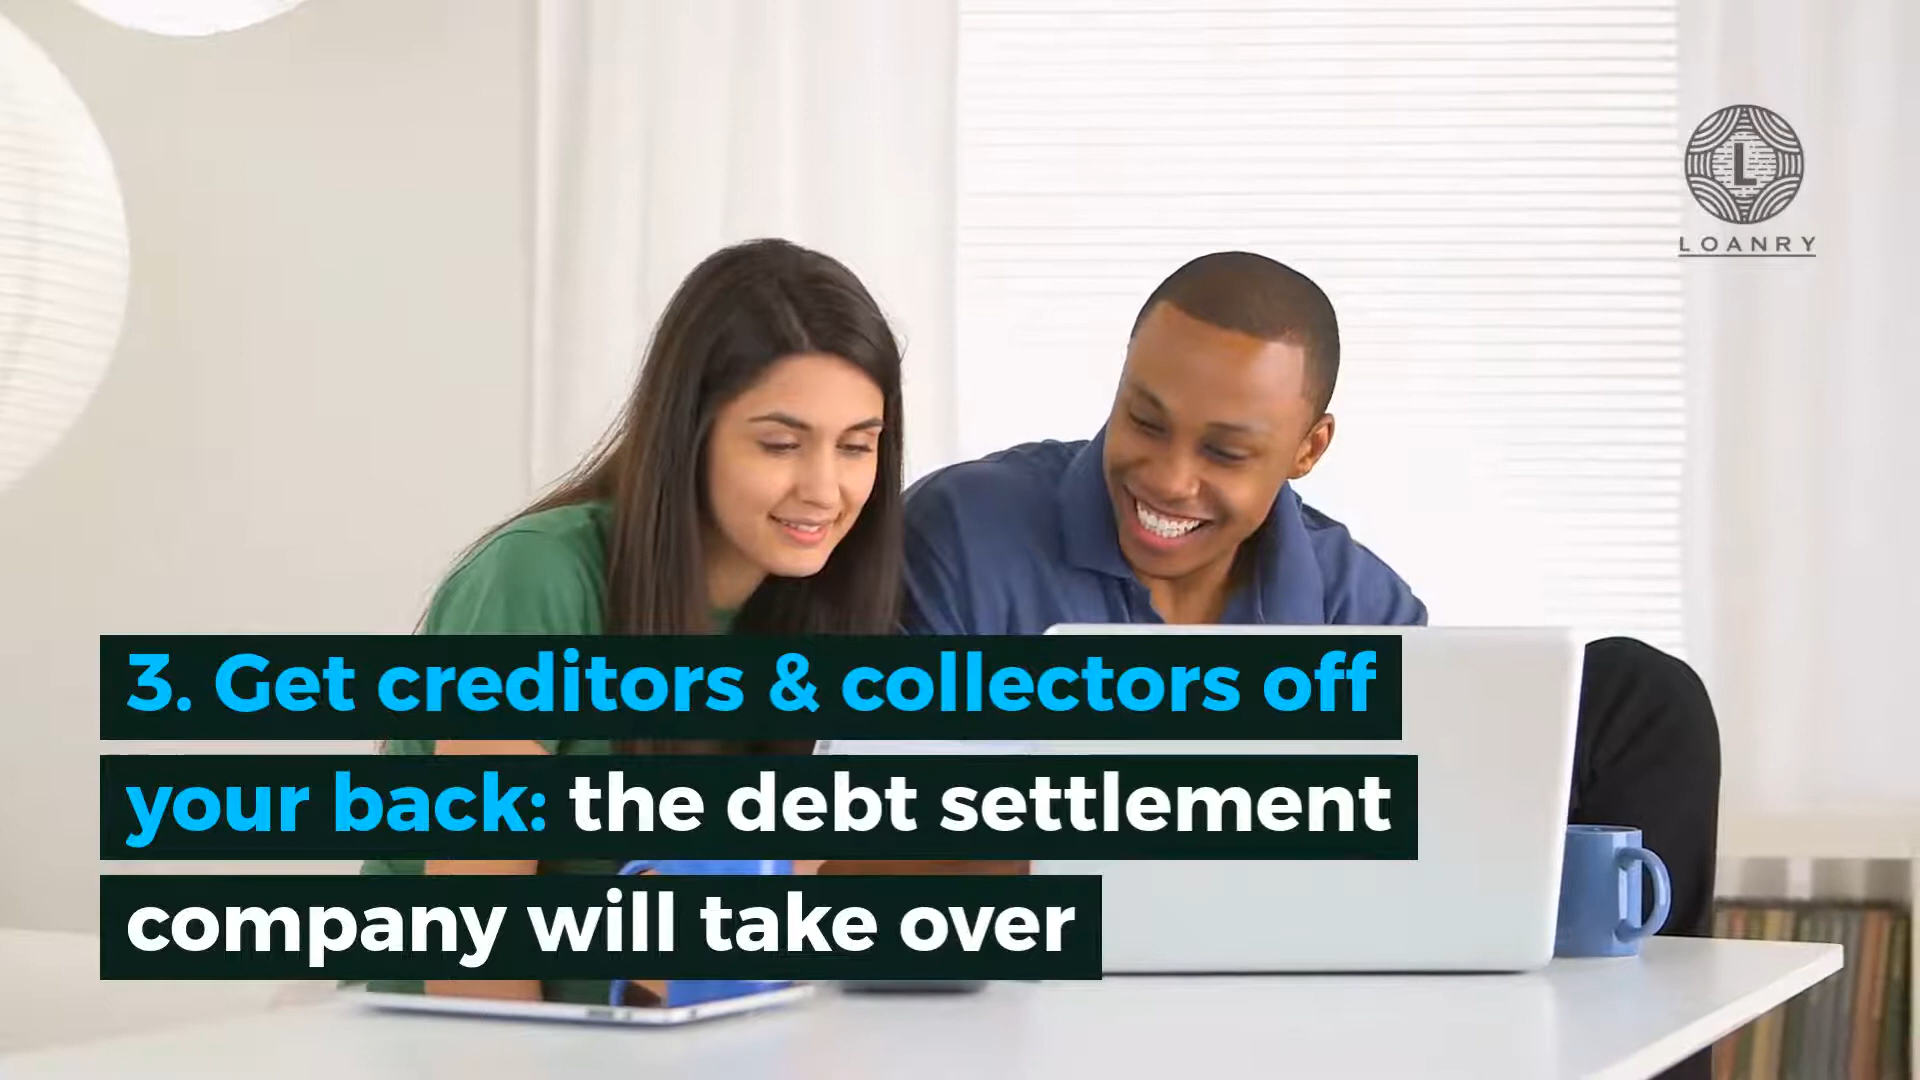 L
LOANRY
3. Get creditors & collectors off
your back: the debt settlement
company will take over